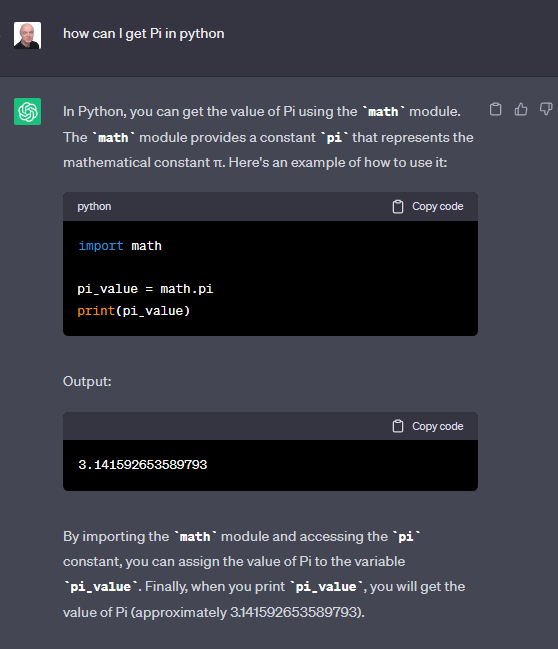 how can I get Pi in python
In Python, you can get the value of Pi using the `math` module.
The `math` module provides a constant `pi` that represents the
mathematical constant π. Here's an example of how to use it:
python Copy code
import math
pi_value = math.pi
print(pi_value)
Output:
Copy code
3.141592653589793
By importing the `math` module and accessing the `pi`
constant, you can assign the value of Pi to the variable
`pi_value`. Finally, when you print `pi_value`, you will get the
value of Pi (approximately 3.141592653589793).